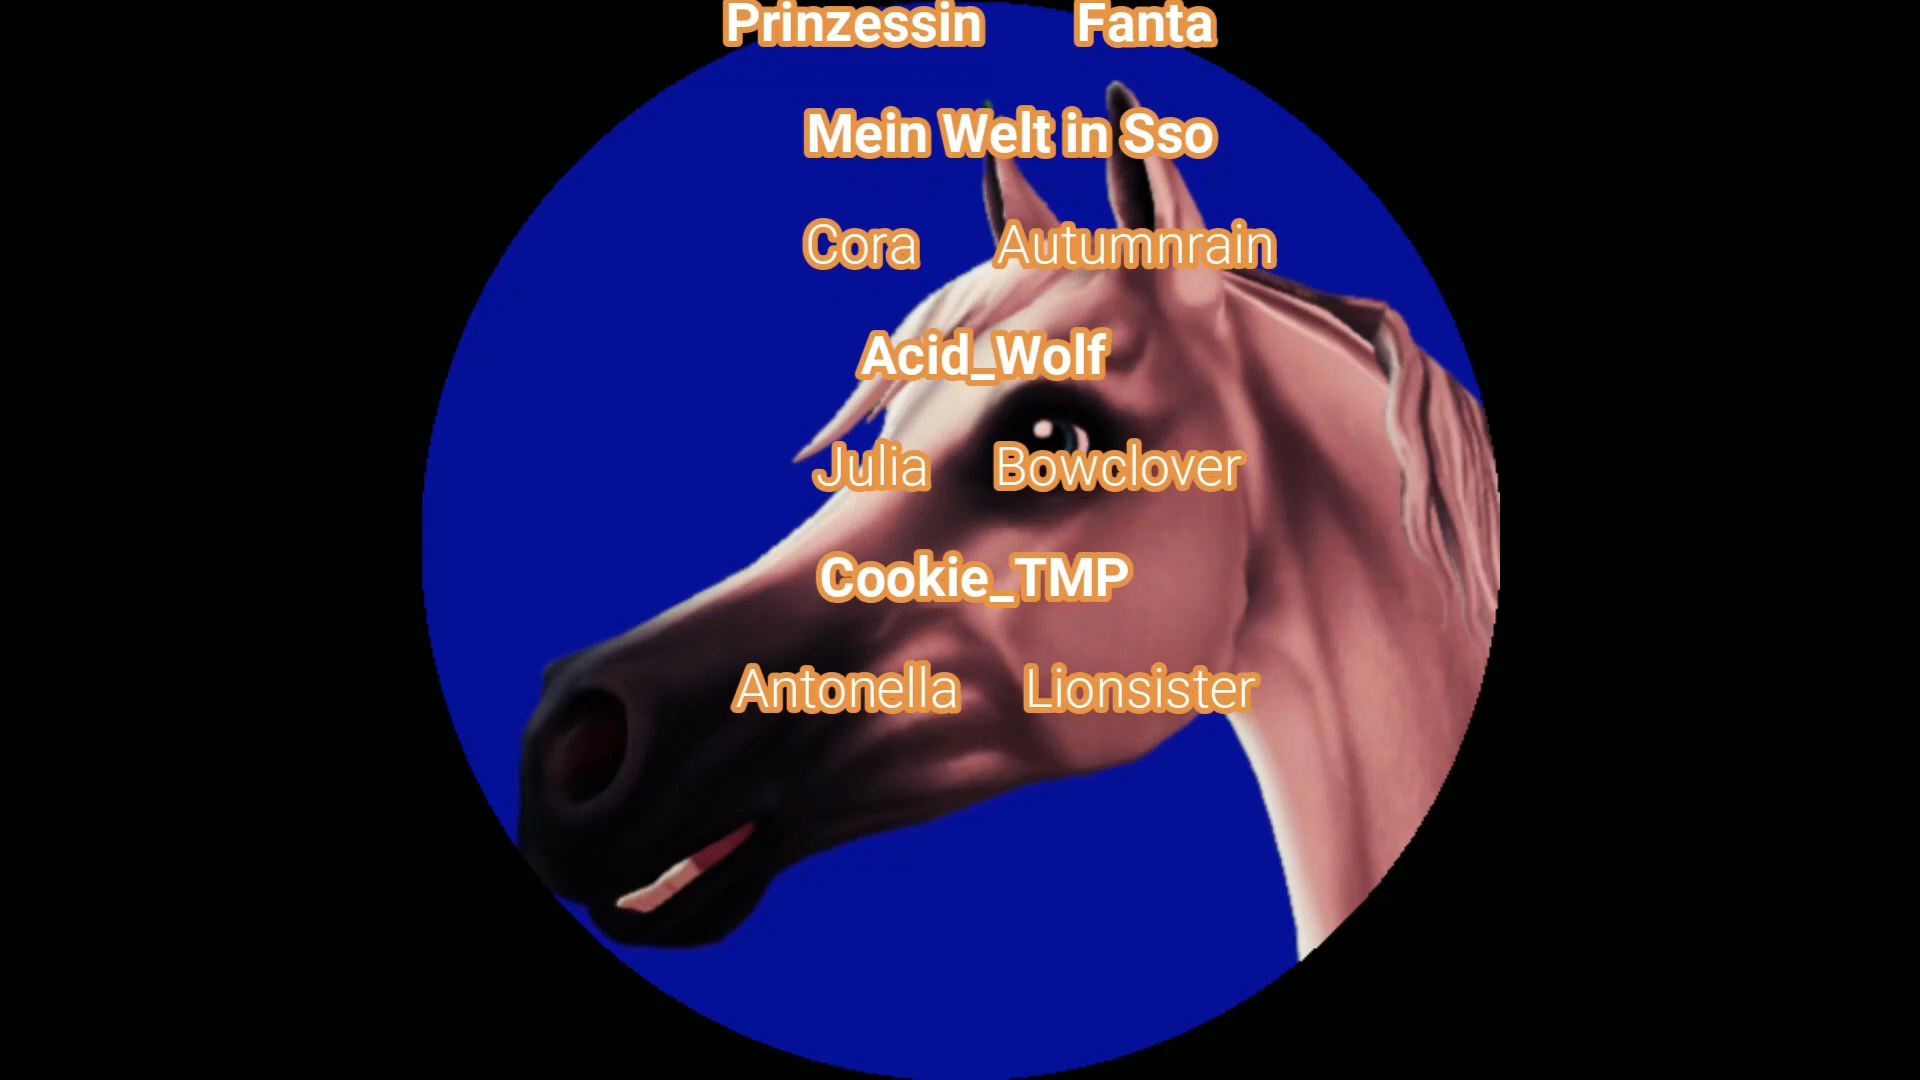 Prinzessin Fanta
Mein Welt in Sso
Cora Autumnrain
Acid_Wolf
Julia Bowclover
Cookie_TMP
Antonella Lionsister